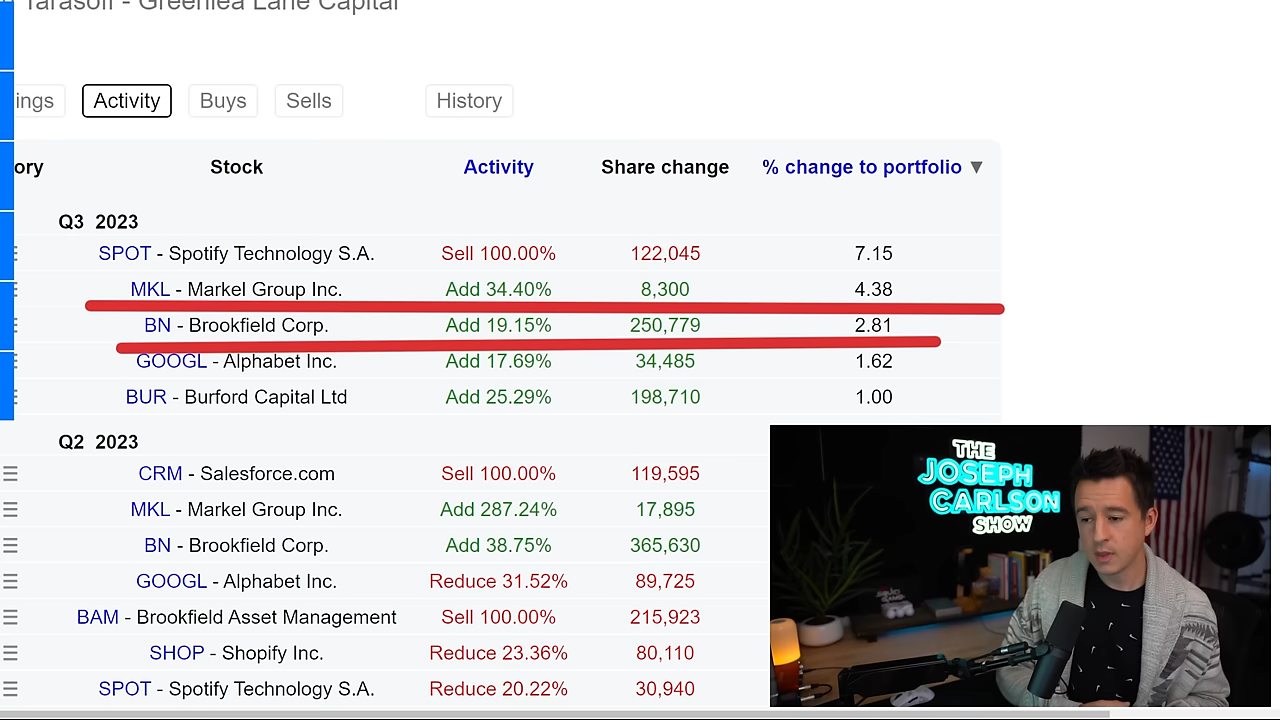 Tarasoff - Greenlea Lane Capital
ings Activity Buys Sells History
ory Stock Activity Share change % change to portfolio ▼
Q3 2023
SPOT - Spotify Technology S.A. Sell 100.00% 122,045 7.15
MKL - Markel Group Inc. Add 34.40% 8,300 4.38
BN - Brookfield Corp. Add 19.15% 250,779 2.81
GOOGL - Alphabet Inc. Add 17.69% 34,485 1.62
BUR - Burford Capital Ltd Add 25.29% 198,710 1.00
Q2 2023
CRM - Salesforce.com Sell 100.00% 119,595
MKL - Markel Group Inc. Add 287.24% 17,895
BN - Brookfield Corp. Add 38.75% 365,630
GOOGL - Alphabet Inc. Reduce 31.52% 89,725
BAM - Brookfield Asset Management Sell 100.00% 215,923
SHOP - Shopify Inc. Reduce 23.36% 80,110
SPOT - Spotify Technology S.A. Reduce 20.22% 30,940
THE
JOSEPH
CARLSON
SHOW